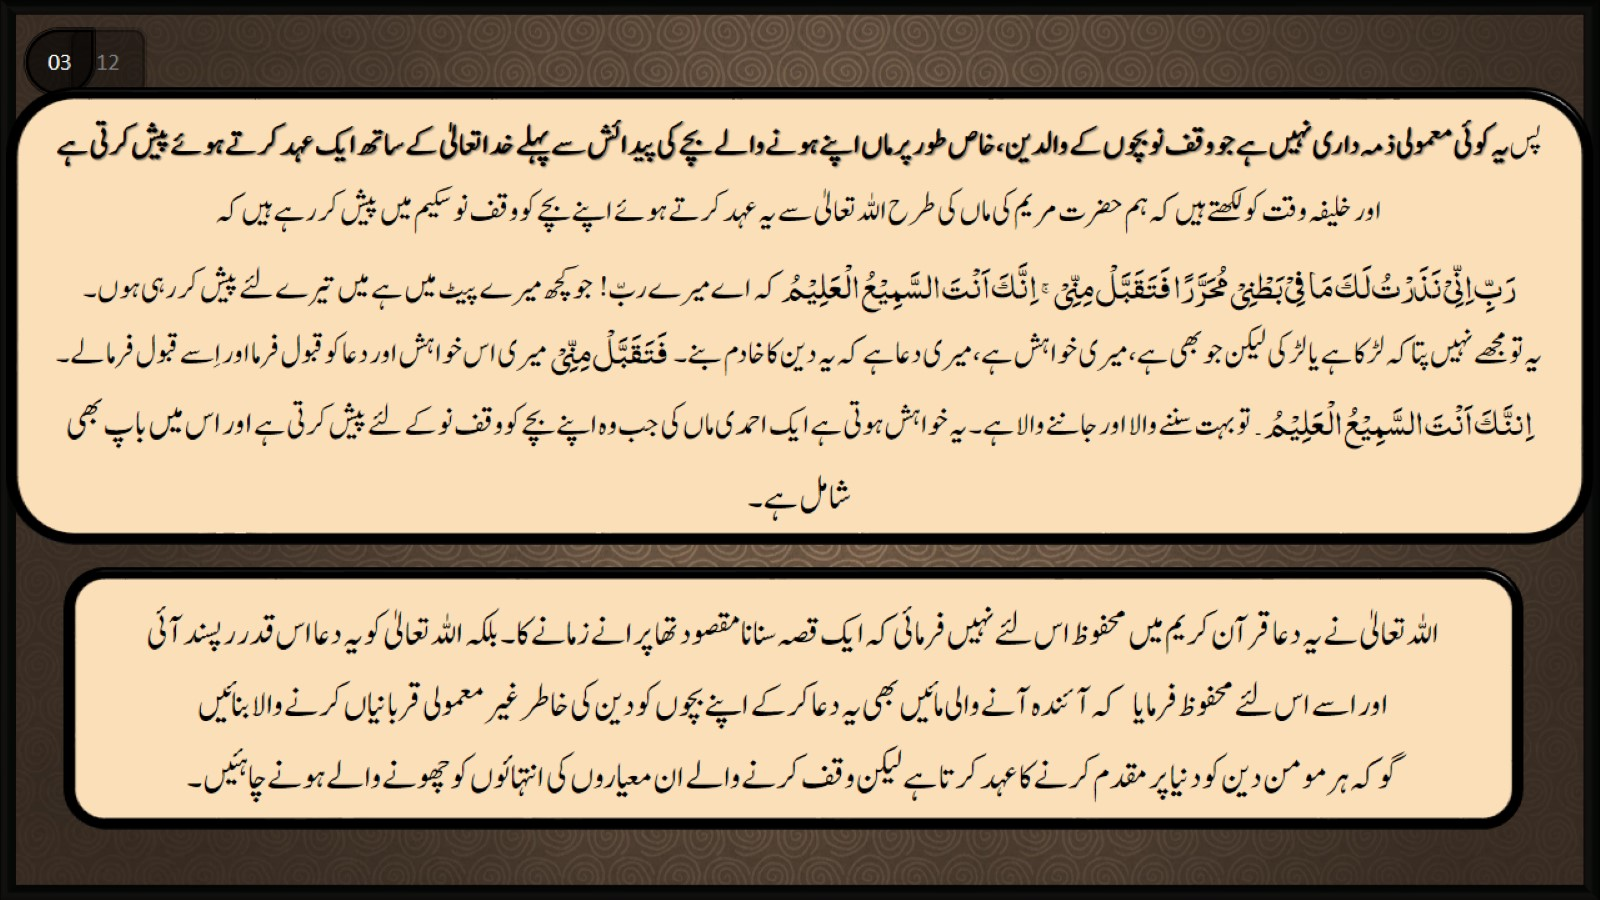 03 12
پس یہ کوئی معمولی ذمہ داری نہیں ہے جو وقف نو بچوں کے والدین، خاص طور پر ماں اپنے ہونے والے بچے کی پیدائش سے پہلے خدا تعالیٰ کے ساتھ ایک عہد کرتے ہوئے پیش کرتی ہے
اور خلیفہ وقت کو لکھتے ہیں کہ ہم حضرت مریم کی ماں کی طرح اللہ تعالیٰ سے یہ عہد کرتے ہوئے اپنے بچے کو وقف نو سکیم میں پیش کر رہے ہیں کہ
رَبِّ اِنِّیْ نَذَرْتُ لَکَ مَا فِیْ بَطْنِیْ مُحَرَّرًا فَتَقَبَّلْ مِنِّیْ ۚ اِنَّکَ اَنْتَ السَّمِیْعُ الْعَلِیْمُ کہ اے میرے ربّ! جو کچھ میرے پیٹ میں ہے میں تیرے لئے پیش کر رہی ہوں۔
یہ تو مجھے نہیں پتا کہ لڑکا ہے یا لڑکی لیکن جو بھی ہے، میری خواہش ہے، میری دعا ہے کہ یہ دین کا خادم بنے۔ فَتَقَبَّلْ مِنِّیْ میری اس خواہش اور دعا کو قبول فرما اور اِسے قبول فرما لے۔
اِنَّکَ اَنْتَ السَّمِیْعُ الْعَلِیْمُ۔ تو بہت سننے والا اور جاننے والا ہے۔ یہ خواہش ہوتی ہے ایک احمدی ماں کی جب وہ اپنے بچے کو وقف نو کے لئے پیش کرتی ہے اور اس میں باپ بھی
شامل ہے۔
اللہ تعالیٰ نے یہ دعا قرآن کریم میں محفوظ اس لئے نہیں فرمائی کہ ایک قصہ سنانا مقصود تھا پرانے زمانے کا۔ بلکہ اللہ تعالیٰ کو یہ دعا اس قدرر پسند آئی
اور اسے اس لئے محفوظ فرمایا کہ آئندہ آنے والی مائیں بھی یہ دعا کر کے اپنے بچوں کو دین کی خاطر غیر معمولی قربانیاں کرنے والا بنائیں
گو کہ ہر مومن دین کو دنیا پر مقدم کرنے کا عہد کرتا ہے لیکن وقف کرنے والے ان معیاروں کی انتہائوں کو چھونے والے ہونے چاہئیں۔